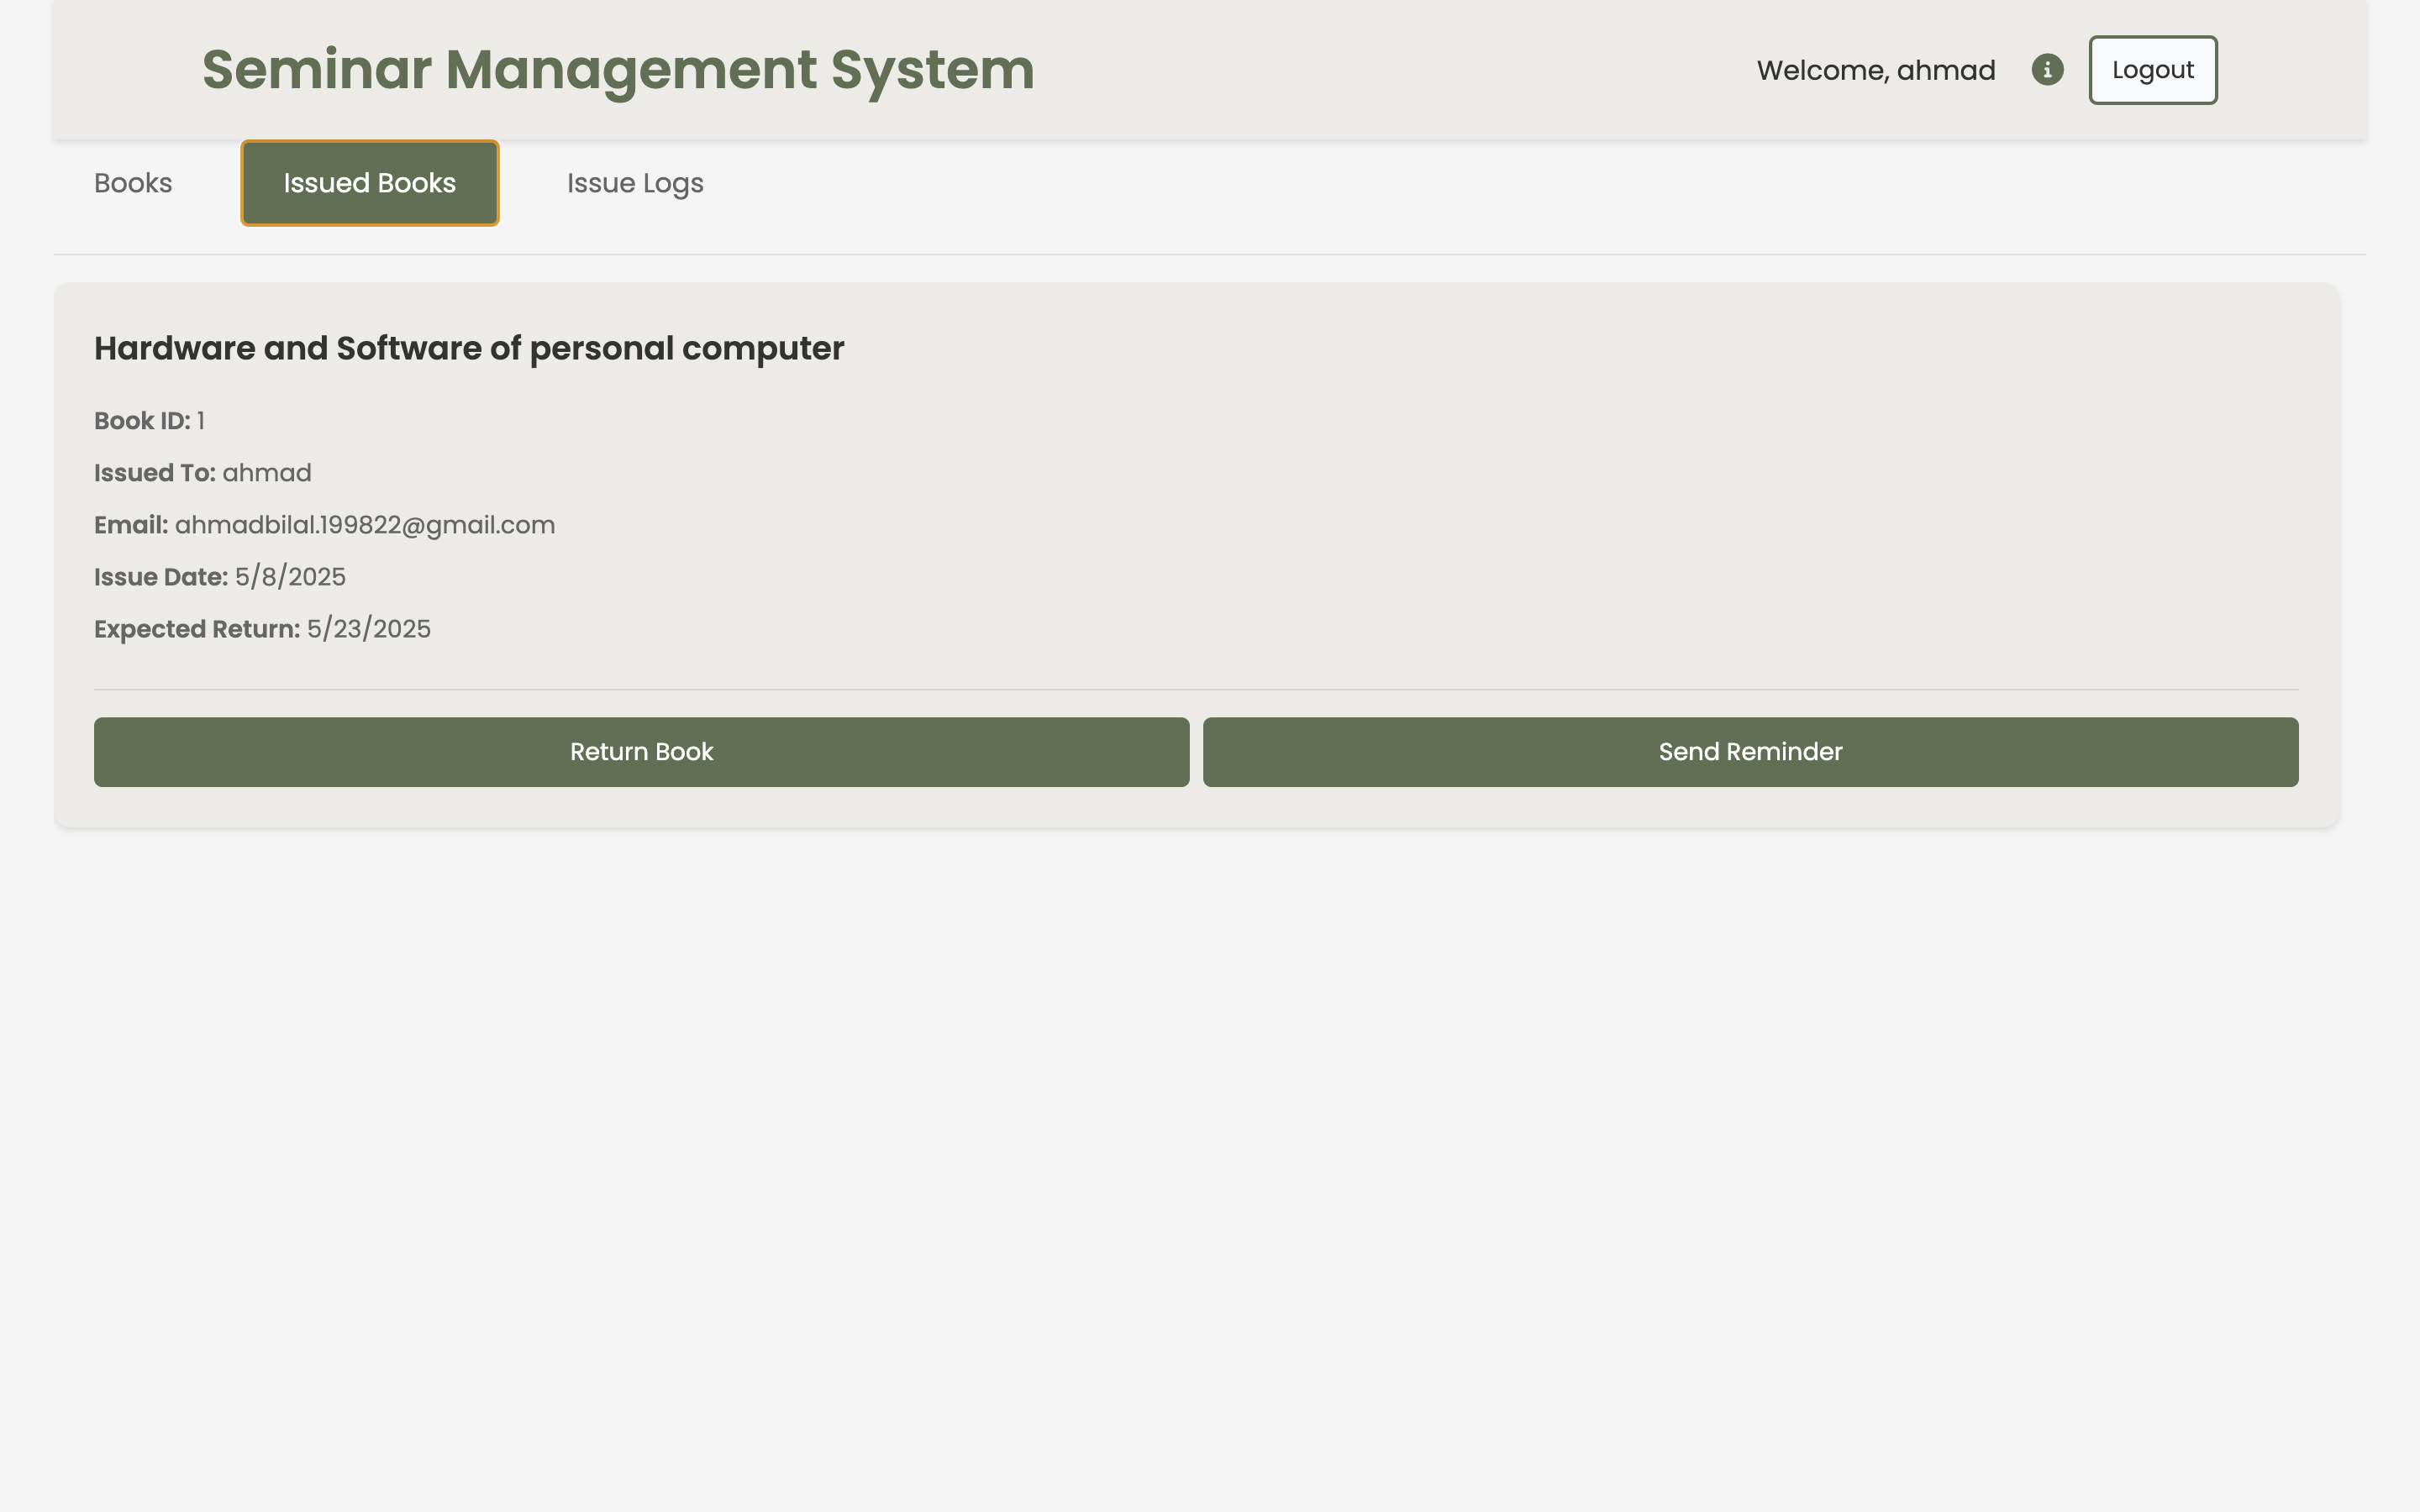 Seminar Management System
Welcome, ahmad
Logout
Books
Issued Books
Issue Logs
Hardware and Software of personal computer
Book ID: 1
Issued To: ahmad
Email: ahmadbilal.199822@gmail.com
Issue Date: 5/8/2025
Expected Return: 5/23/2025
Return Book
Send Reminder